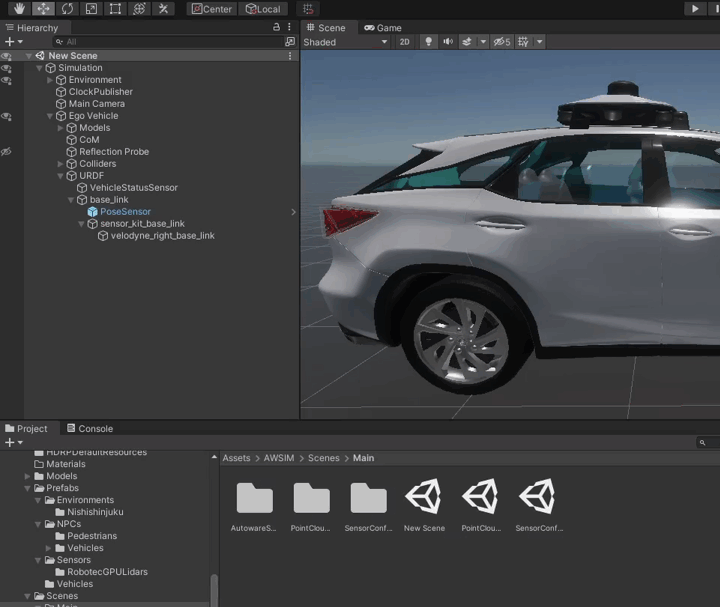 Center Local
Hierarchy
All
Scene Game
Shaded 2D 5
New Scene
Simulation
Environment
ClockPublisher
Main Camera
Ego Vehicle
Models
CoM
Reflection Probe
Colliders
URDF
VehicleStatusSensor
base_link
PoseSensor
sensor_kit_base_link
velodyne_right_base_link
Project Console
HDRPDefaultResources
Materials
Models
Prefabs
Environments
Nishishinjuku
NPCs
Pedestrians
Vehicles
Sensors
RobotecGPULidars
Vehicles
Scenes
Main
Assets > AWSIM > Scenes > Main
AutowareS... PointClou... SensorConf... New Scene PointClou... SensorConf...